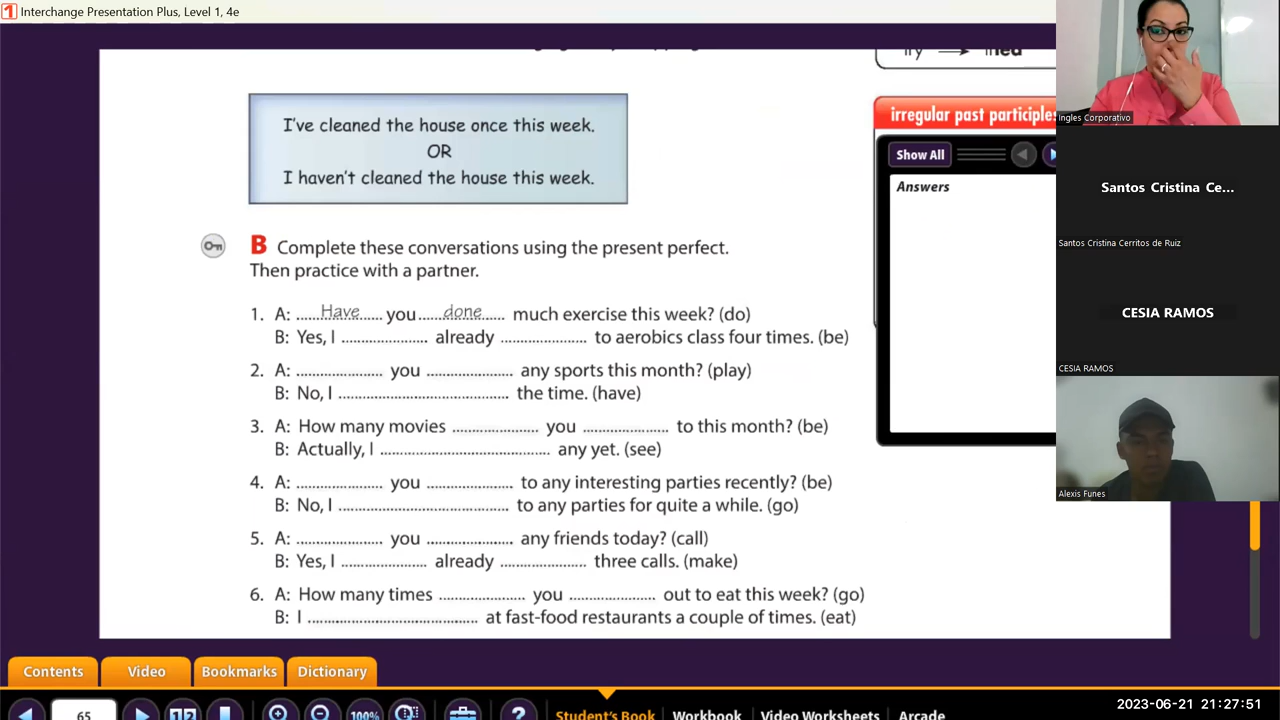 Interchange Presentation Plus, Level 1, 4e
I've cleaned the house once this week.
OR
I haven't cleaned the house this week.
irregular past participles
Show All
Answers
B Complete these conversations using the present perfect.
Then practice with a partner.
1. A: Have you done much exercise this week? (do)
B: Yes, I .................... already .................... to aerobics class four times. (be)
2. A: .................... you .................... any sports this month? (play)
B: No, I ........................................ the time. (have)
3. A: How many movies .................... you .................... to this month? (be)
B: Actually, I ........................................ any yet. (see)
4. A: .................... you .................... to any interesting parties recently? (be)
B: No, I ........................................ to any parties for quite a while. (go)
5. A: .................... you .................... any friends today? (call)
B: Yes, I .................... already .................... three calls. (make)
6. A: How many times .................... you .................... out to eat this week? (go)
B: I ........................................ at fast-food restaurants a couple of times. (eat)
Ingles Corporativo
Santos Cristina Ce...
Santos Cristina Cerritos de Ruiz
CESIA RAMOS
CESIA RAMOS
Alexis Funes
Contents Video Bookmarks Dictionary
65 100% Student's Book Workbook Video Worksheets Arcade
2023-06-21 21:27:51